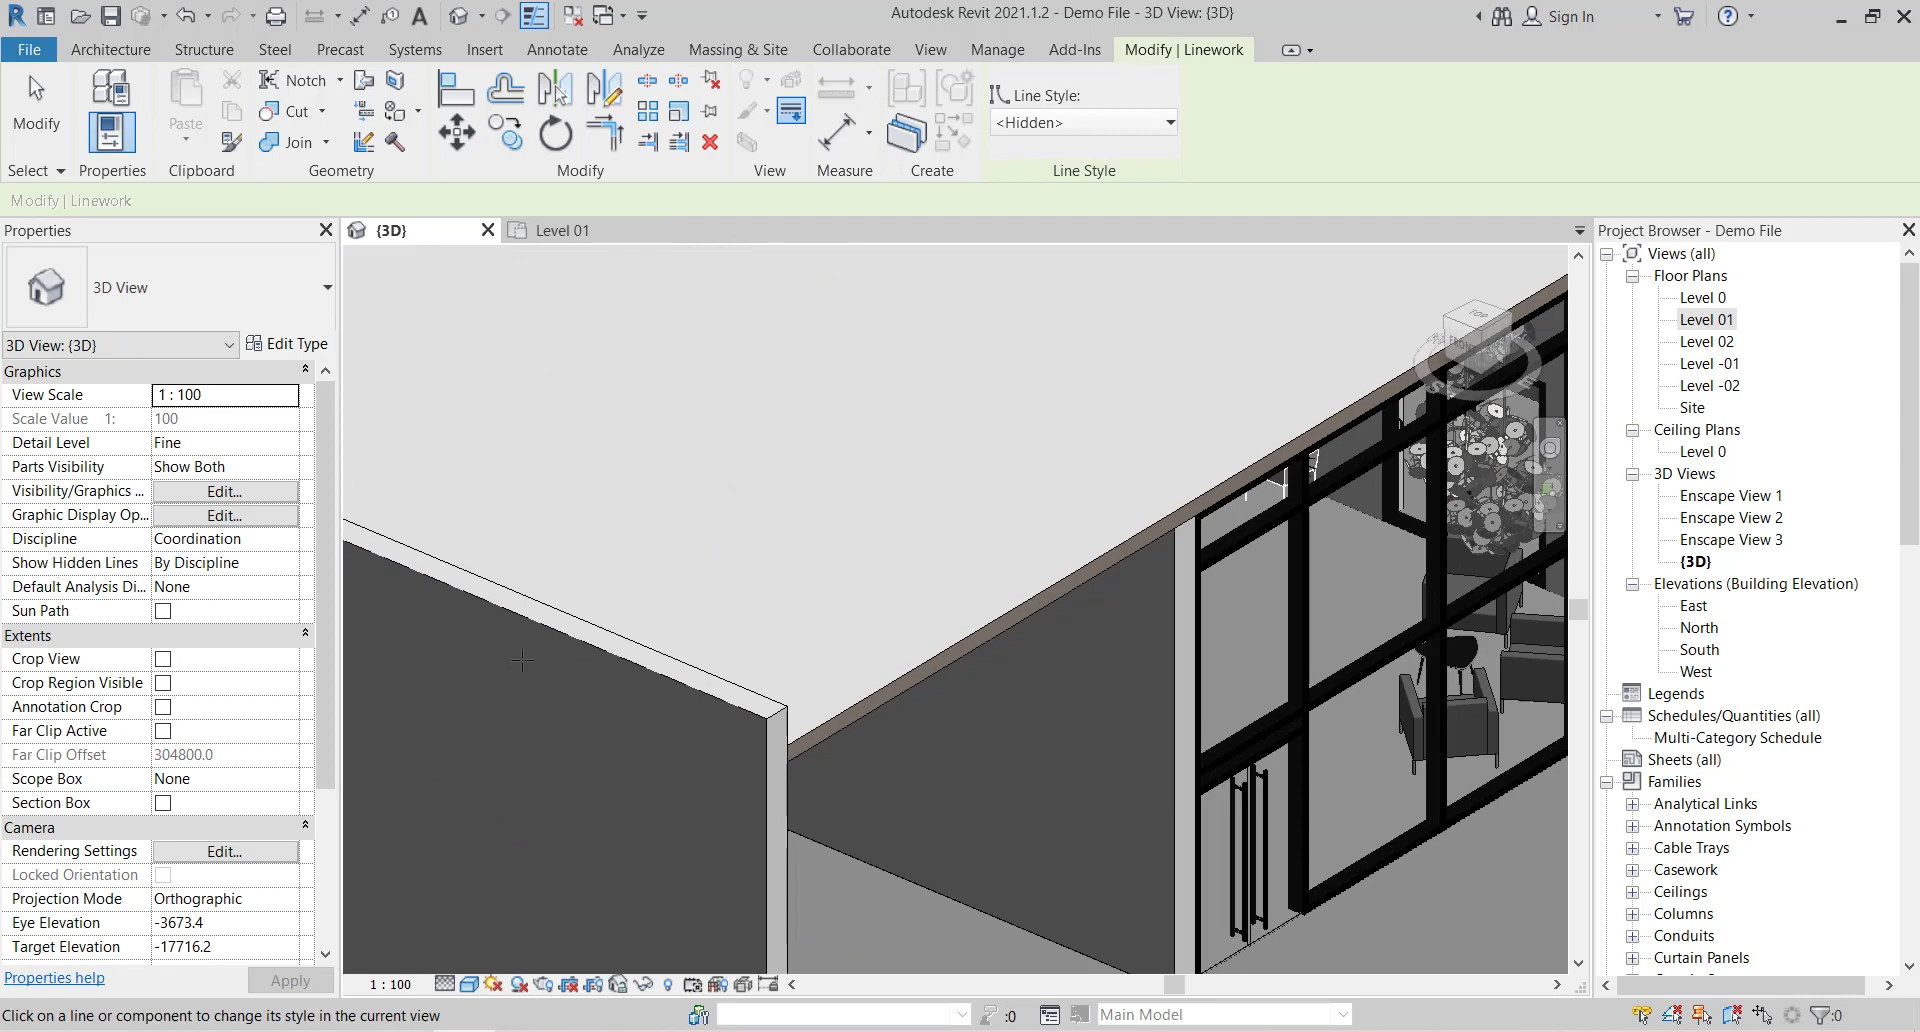 Autodesk Revit 2021.1.2 - Demo File - 3D View: {3D}
Sign In
File
Architecture
Structure
Steel
Precast
Systems
Insert
Annotate
Analyze
Massing & Site
Collaborate
View
Manage
Add-Ins
Modify | Linework
Modify
Paste
Notch
Cut
Join
Line Style:
<Hidden>
Select
Properties
Clipboard
Geometry
Modify
View
Measure
Create
Line Style
Modify | Linework
Properties
3D View
3D View: {3D}
Edit Type
Graphics
View Scale 1 : 100
Scale Value 1: 100
Detail Level Fine
Parts Visibility Show Both
Visibility/Graphics ... Edit...
Graphic Display Op... Edit...
Discipline Coordination
Show Hidden Lines By Discipline
Default Analysis Di... None
Sun Path
Extents
Crop View
Crop Region Visible
Annotation Crop
Far Clip Active
Far Clip Offset 304800.0
Scope Box None
Section Box
Camera
Rendering Settings Edit...
Locked Orientation
Projection Mode Orthographic
Eye Elevation -3673.4
Target Elevation -17716.2
Properties help
Apply
{3D}
Level 01
TOP
FRONT
S
E
1 : 100
Project Browser - Demo File
Views (all)
Floor Plans
Level 0
Level 01
Level 02
Level -01
Level -02
Site
Ceiling Plans
Level 0
3D Views
Enscape View 1
Enscape View 2
Enscape View 3
{3D}
Elevations (Building Elevation)
East
North
South
West
Legends
Schedules/Quantities (all)
Multi-Category Schedule
Sheets (all)
Families
Analytical Links
Annotation Symbols
Cable Trays
Casework
Ceilings
Columns
Conduits
Curtain Panels
Click on a line or component to change its style in the current view
:0
Main Model
:0